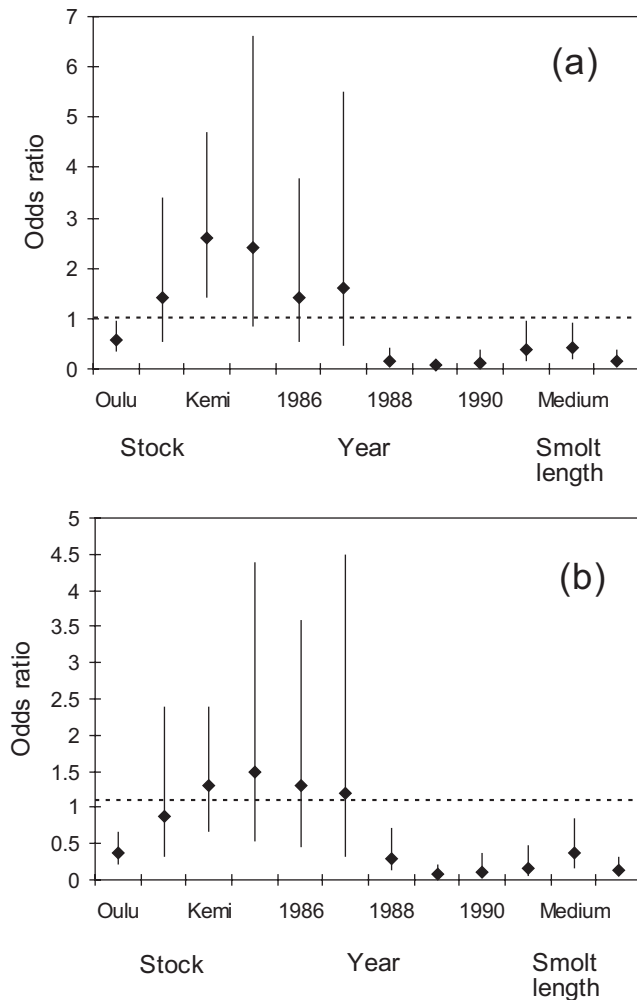 (a)
Odds ratio
7
6
5
4
3
2
1
0
Oulu Kemi 1986 1988 1990 Medium
Stock Year Smolt
length
(b)
Odds ratio
5
4.5
4
3.5
3
2.5
2
1.5
1
0.5
0
Oulu Kemi 1986 1988 1990 Medium
Stock Year Smolt
length